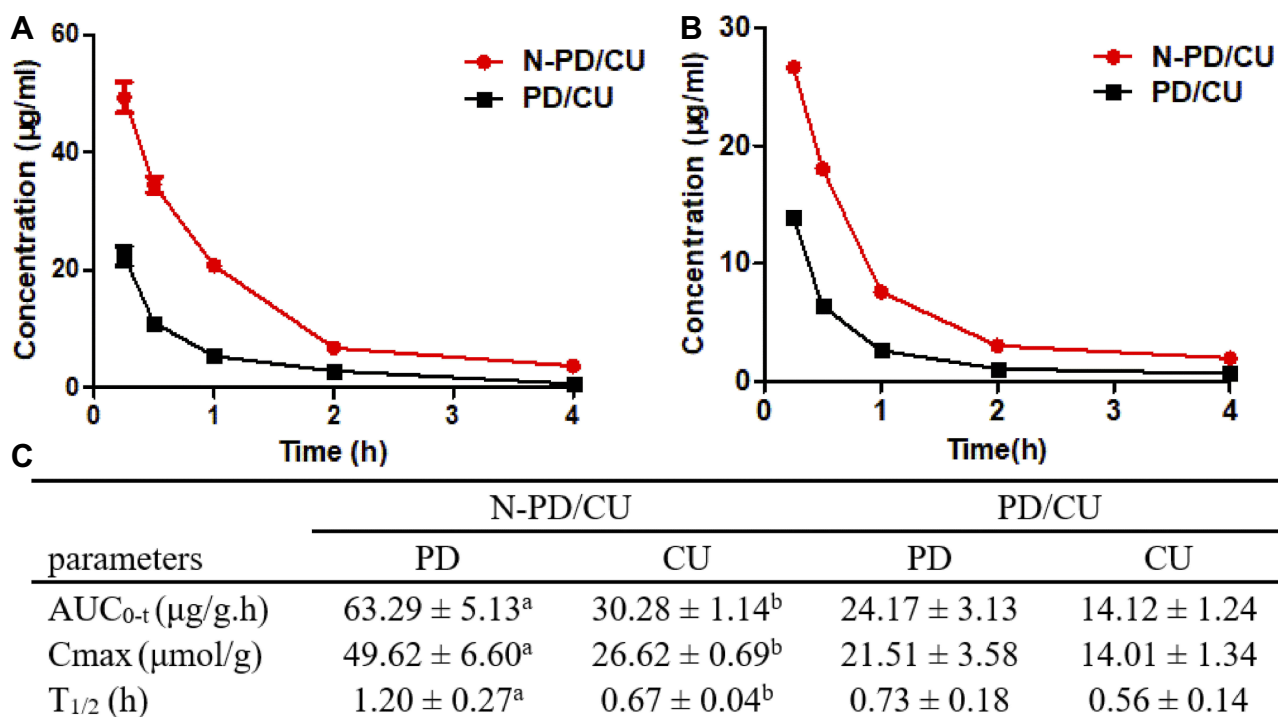 A
60
40
20
0
Concentration (µg/ml)
N-PD/CU
PD/CU
0 1 2 3 4
Time (h)
B
30
20
10
0
Concentration (µg/ml)
N-PD/CU
PD/CU
0 1 2 3 4
Time(h)
C
N-PD/CU PD/CU
parameters PD CU PD CU
AUC₀₋t (µg/g.h) 63.29 ± 5.13ᵃ 30.28 ± 1.14ᵇ 24.17 ± 3.13 14.12 ± 1.24
Cmax (µmol/g) 49.62 ± 6.60ᵃ 26.62 ± 0.69ᵇ 21.51 ± 3.58 14.01 ± 1.34
T₁/₂ (h) 1.20 ± 0.27ᵃ 0.67 ± 0.04ᵇ 0.73 ± 0.18 0.56 ± 0.14